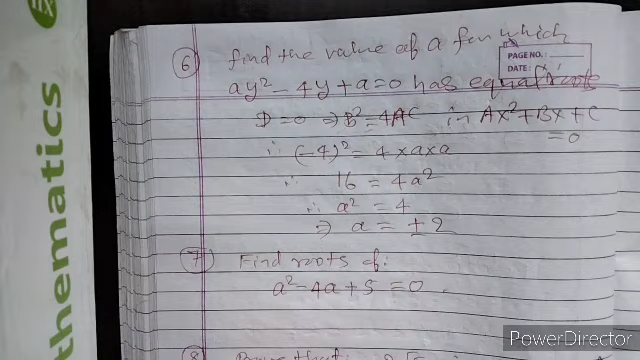 thematics
PAGE NO.:
DATE:
6 find the value of a for which
ay² - 4y + a = 0 has equal roots
D = 0 ⇒ B² = 4AC in Ax² + Bx + C = 0
∴ (-4)² = 4 × a × a
∴ 16 = 4a²
∴ a² = 4
⇒ a = ± 2
7 Find roots of:
a² - 4a + 5 = 0.
PowerDirector